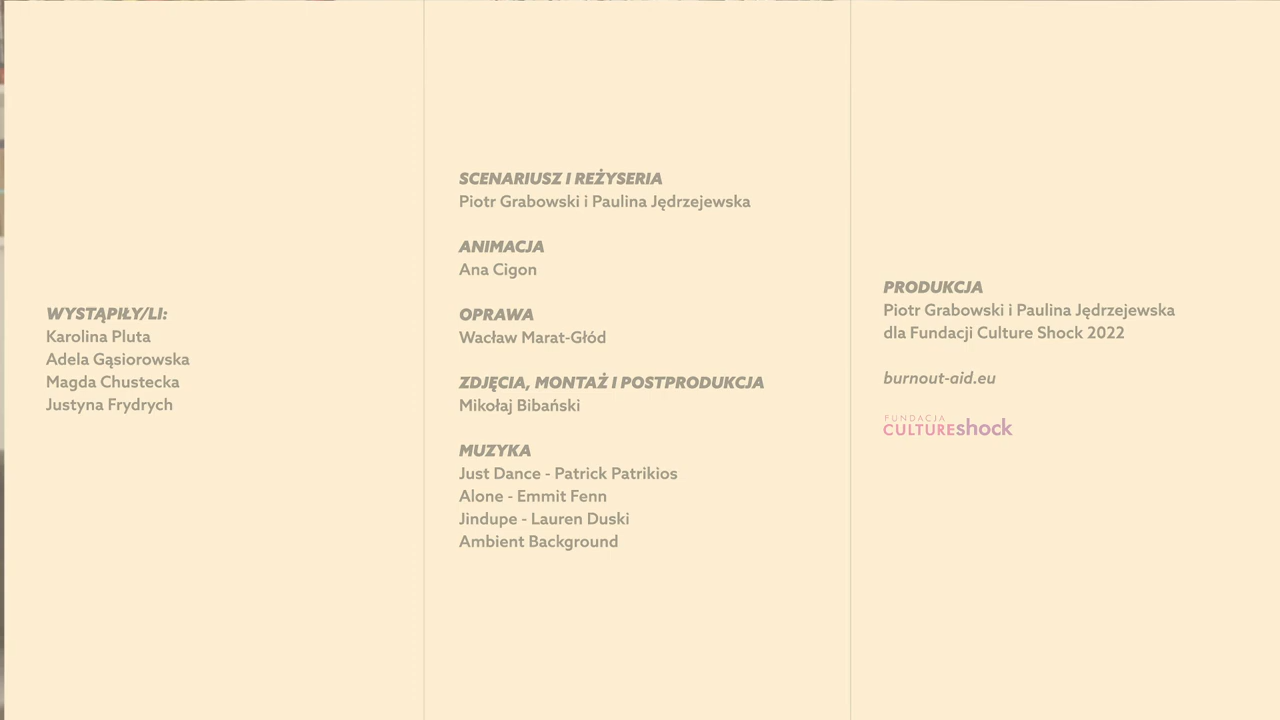 WYSTĄPIŁY/LI:
Karolina Pluta
Adela Gąsiorowska
Magda Chustecka
Justyna Frydrych
SCENARIUSZ I REŻYSERIA
Piotr Grabowski i Paulina Jędrzejewska
ANIMACJA
Ana Cigon
OPRAWA
Wacław Marat-Głód
ZDJĘCIA, MONTAŻ I POSTPRODUKCJA
Mikołaj Bibański
MUZYKA
Just Dance - Patrick Patrikios
Alone - Emmit Fenn
Jindupe - Lauren Duski
Ambient Background
PRODUKCJA
Piotr Grabowski i Paulina Jędrzejewska
dla Fundacji Culture Shock 2022
burnout-aid.eu
FUNDACJA
CULTUREshock